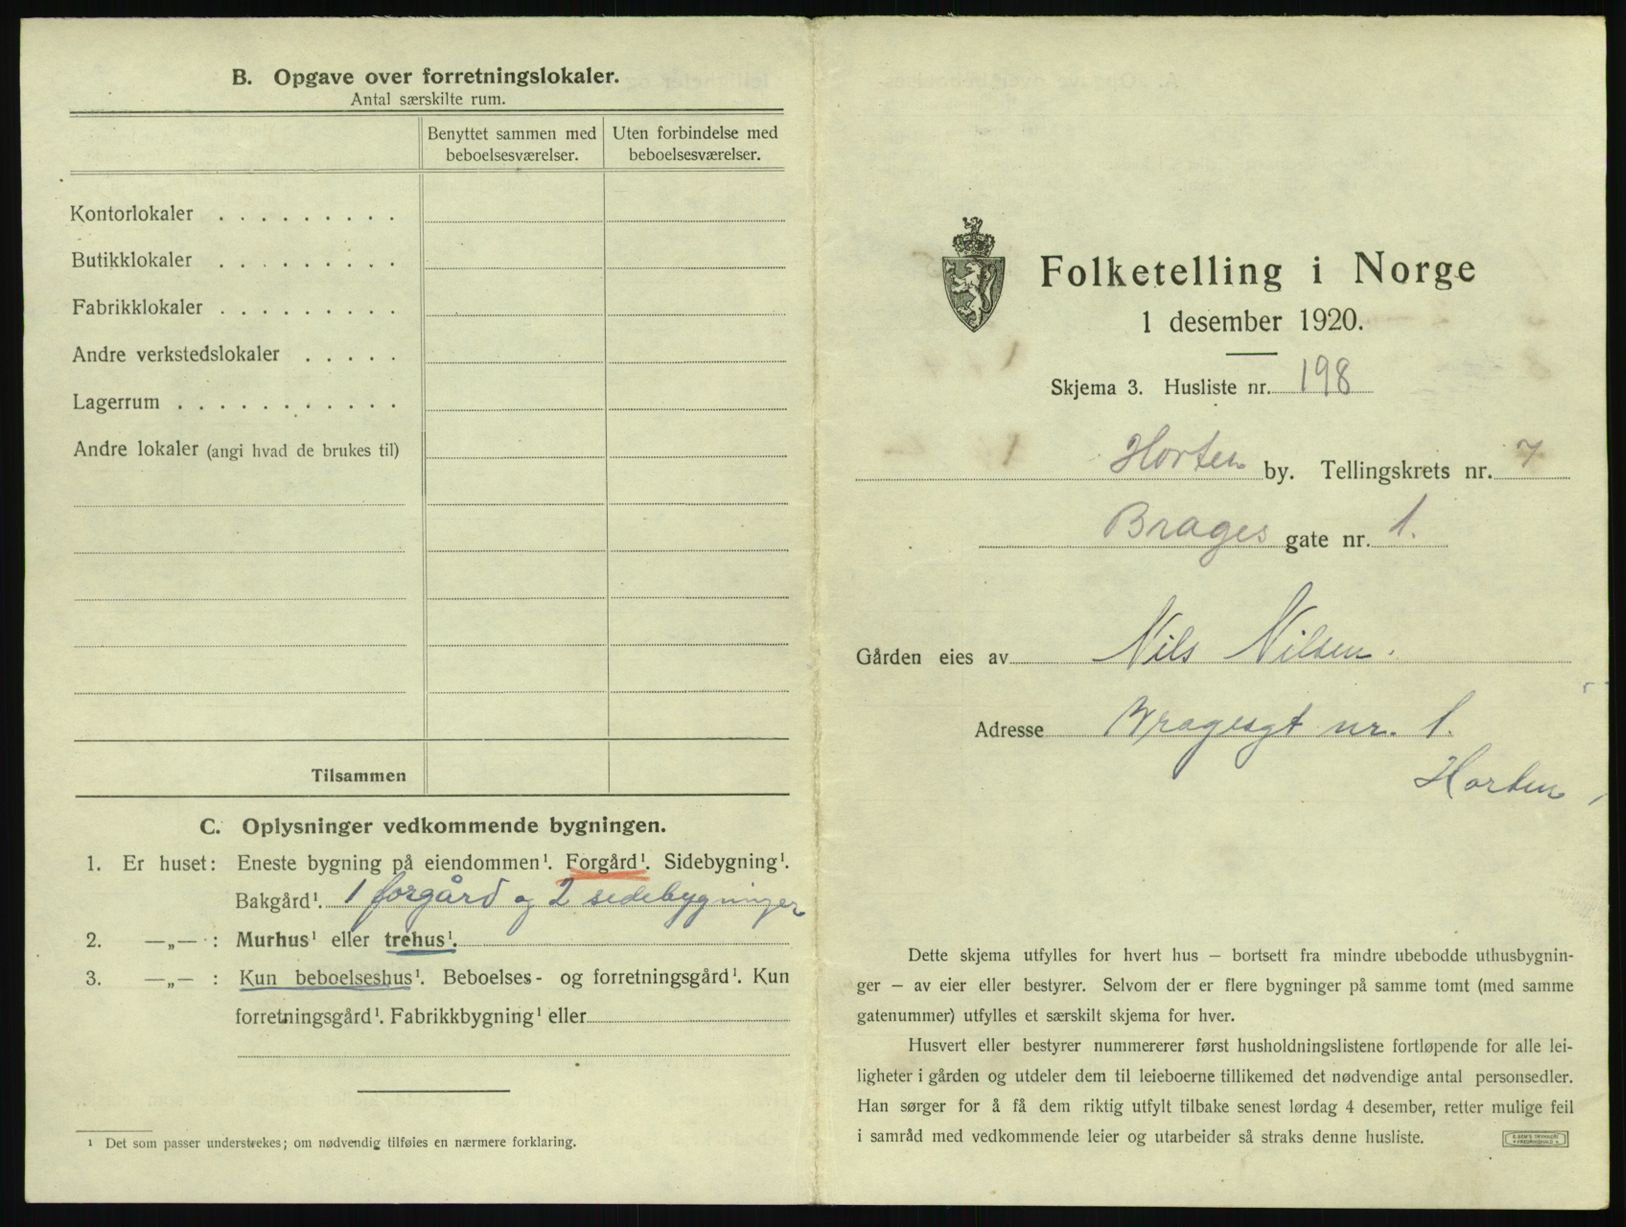 B. Opgave over forretningslokaler.
Antal særskilte rum.
Benyttet sammen med beboelsesværelser.
Uten forbindelse med beboelsesværelser.
Kontorlokaler . . . . . . . . .
Butikklokaler . . . . . . . . .
Fabrikklokaler . . . . . . . . .
Andre verkstedslokaler . . . . .
Lagerrum . . . . . . . . . . .
Andre lokaler (angi hvad de brukes til)
Tilsammen
C. Oplysninger vedkommende bygningen.
1. Er huset: Eneste bygning på eiendommen¹. Forgård¹. Sidebygning¹.
Bakgård¹. 1 forgård og 2 sidebygninger
2. —„— : Murhus¹ eller trehus¹.
3. —„— : Kun beboelseshus¹. Beboelses- og forretningsgård¹. Kun
forretningsgård¹. Fabrikkbygning¹ eller
¹ Det som passer understrekes; om nødvendig tilføies en nærmere forklaring.
Folketelling i Norge
1 desember 1920.
Skjema 3. Husliste nr. 198
Horten by. Tellingskrets nr. 7
Brages gate nr. 1.
Gården eies av Nils Nilsen.
Adresse Bragesgt nr. 1.
Horten
Dette skjema utfylles for hvert hus – bortsett fra mindre ubebodde uthusbygnin-
ger – av eier eller bestyrer. Selvom der er flere bygninger på samme tomt (med samme
gatenummer) utfylles et særskilt skjema for hver.
Husvert eller bestyrer nummererer først husholdningslistene fortløpende for alle lei-
ligheter i gården og utdeler dem til leieboerne tillikemed det nødvendige antal personsedler.
Han sørger for å få dem riktig utfylt tilbake senest lørdag 4 desember, retter mulige feil
i samråd med vedkommende leier og utarbeider så straks denne husliste.